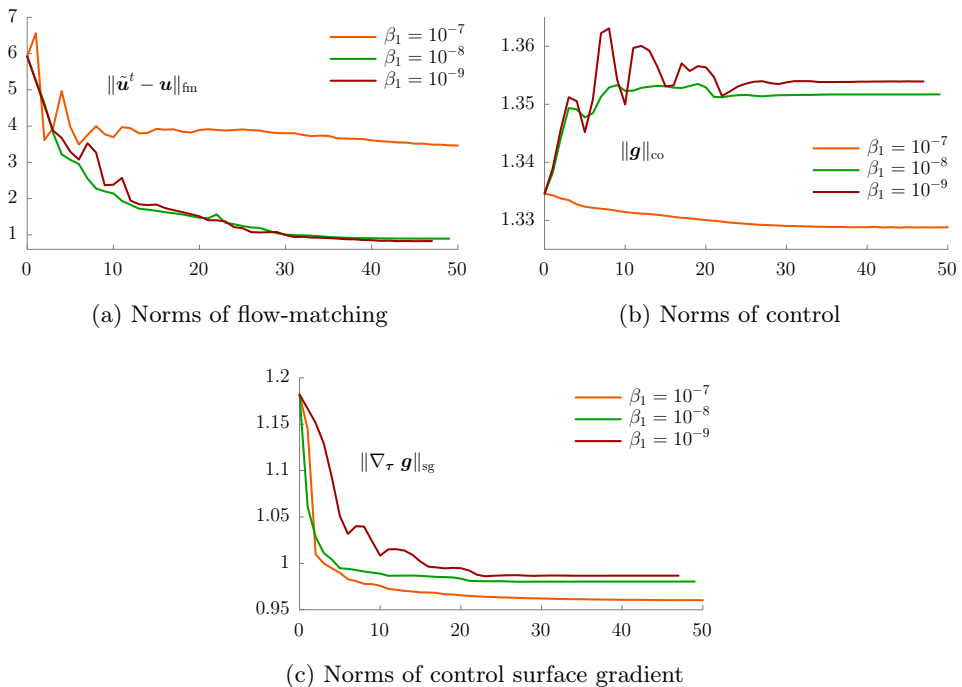 7
6
5
4
3
2
1
0 10 20 30 40 50
β₁ = 10⁻⁷
β₁ = 10⁻⁸
β₁ = 10⁻⁹
‖ũᵗ − u‖fm
(a) Norms of flow-matching
1.36
1.35
1.34
1.33
0 10 20 30 40 50
‖g‖co
β₁ = 10⁻⁷
β₁ = 10⁻⁸
β₁ = 10⁻⁹
(b) Norms of control
1.2
1.15
1.1
1.05
1
0.95
0 10 20 30 40 50
β₁ = 10⁻⁷
β₁ = 10⁻⁸
β₁ = 10⁻⁹
‖∇τ g‖sg
(c) Norms of control surface gradient